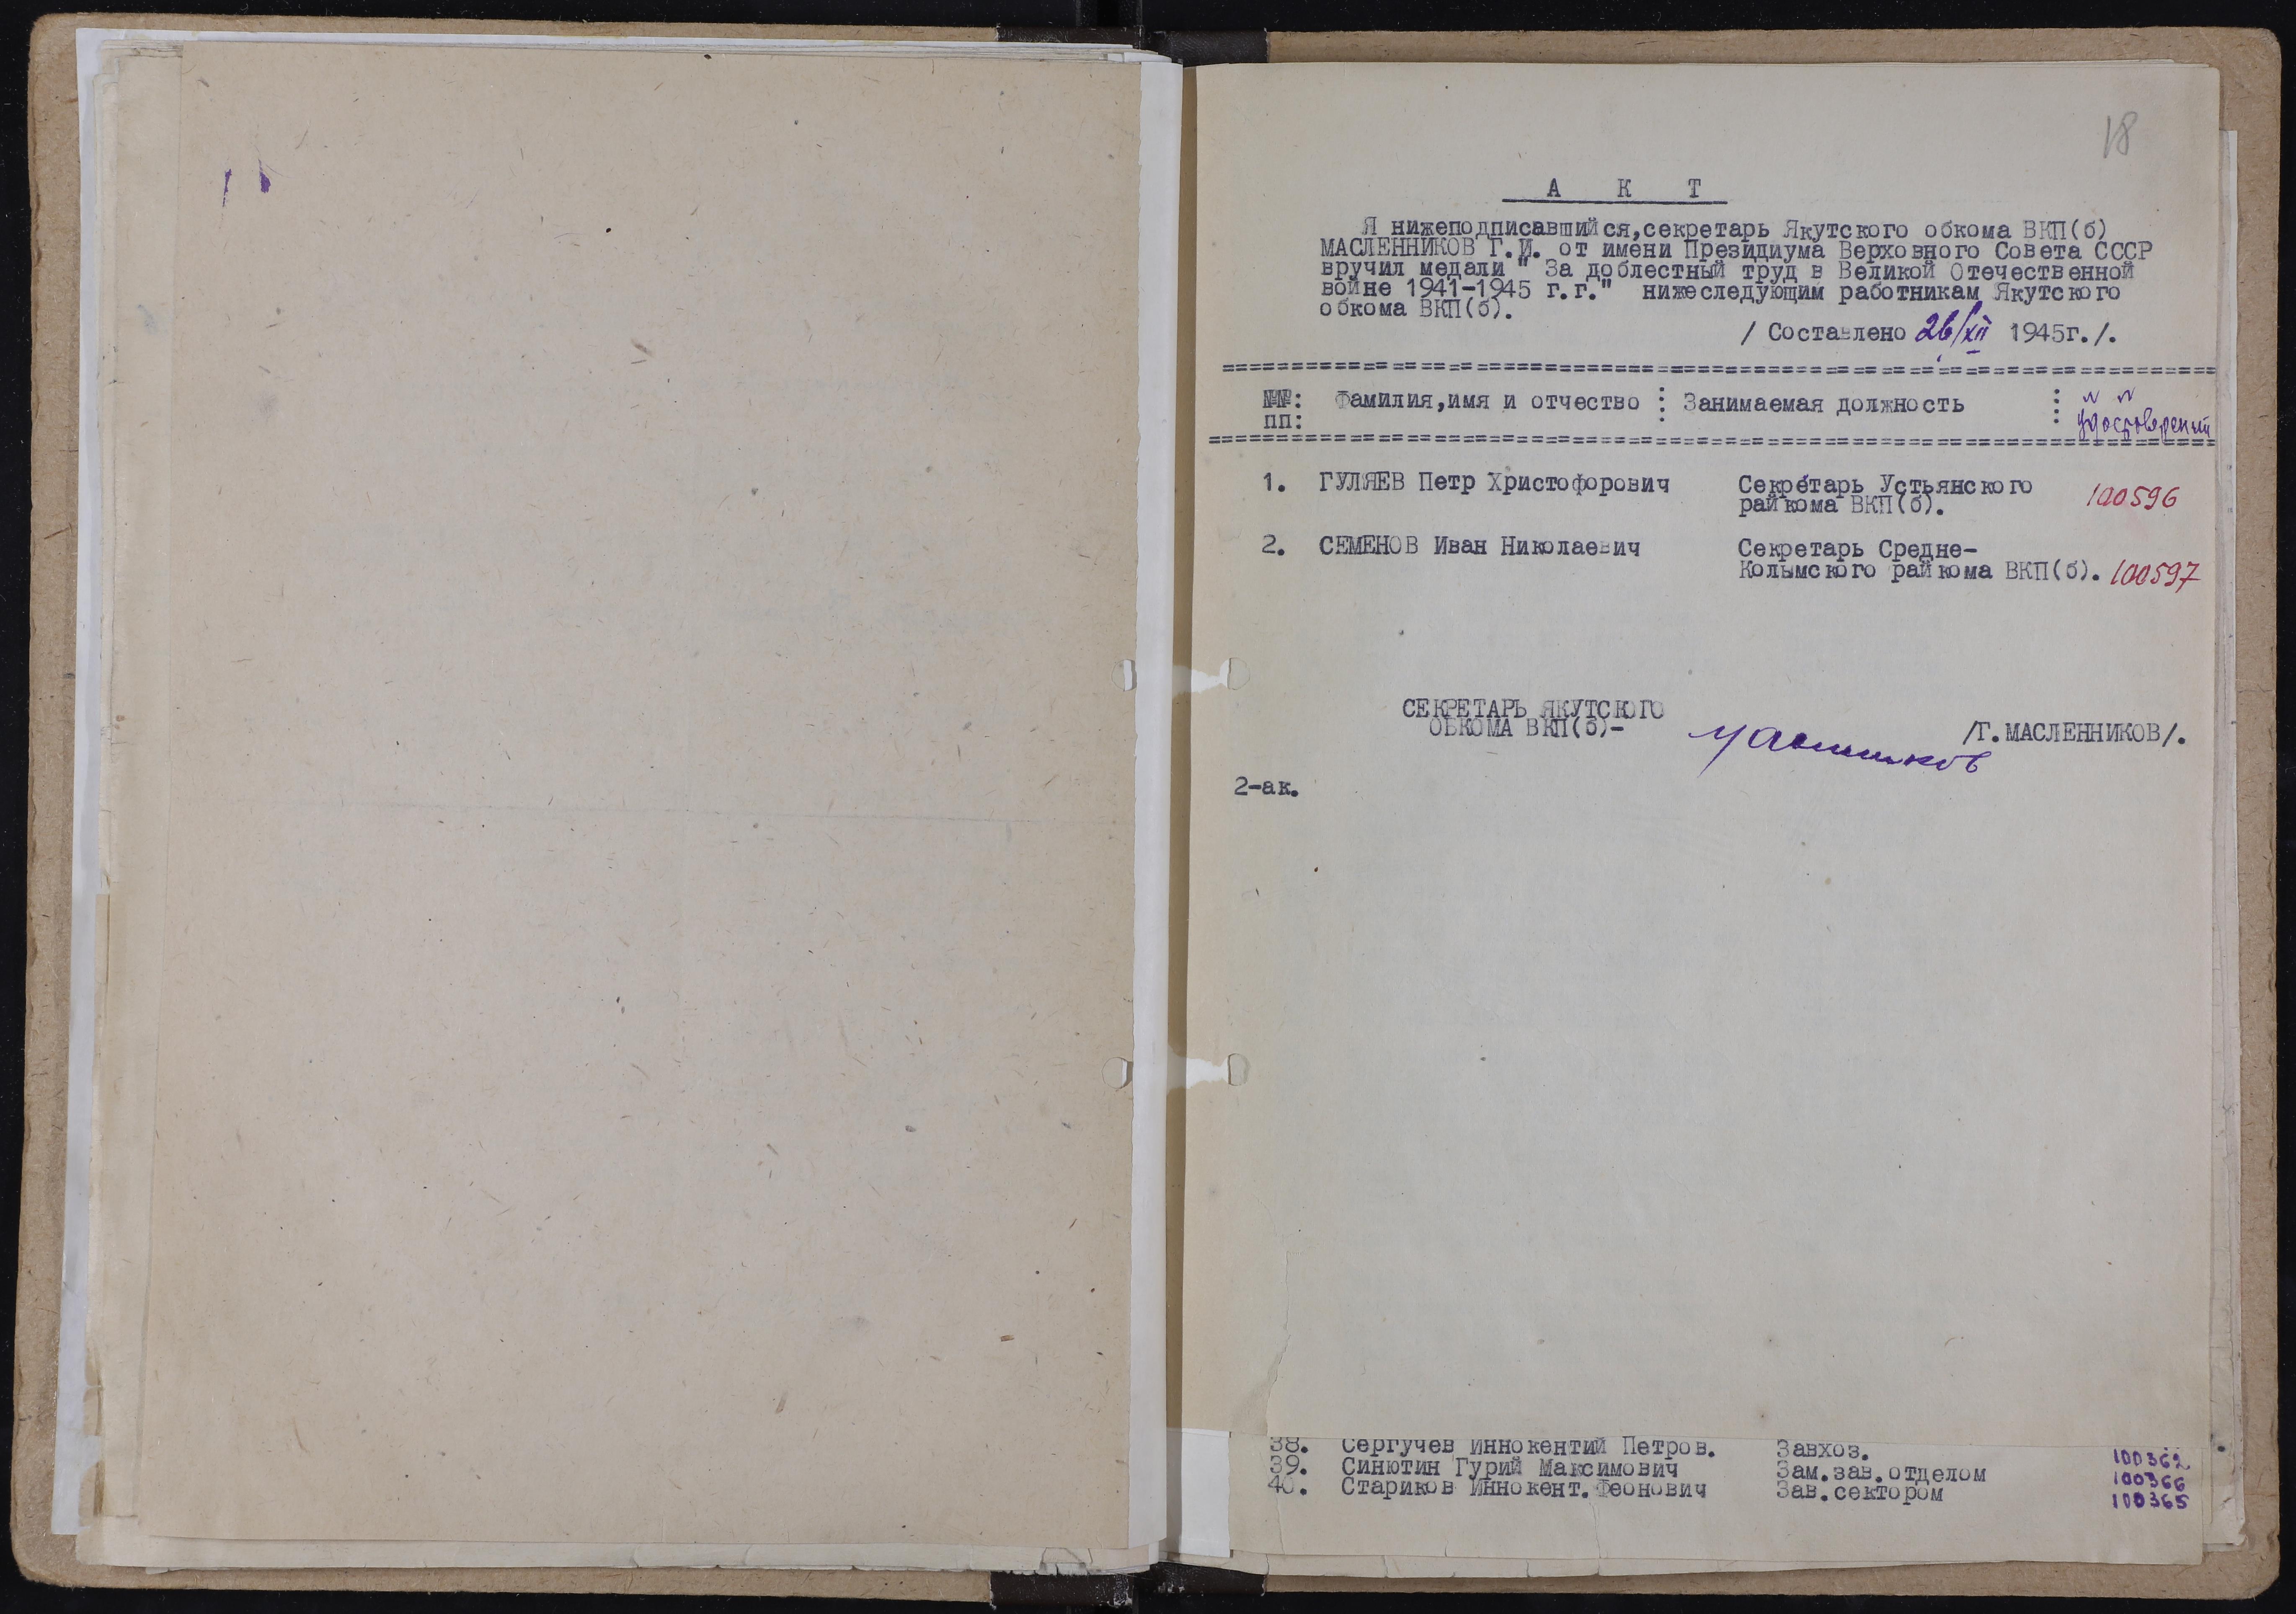 18
А К Т
Я нижеподписавшийся,секретарь Якутского обкома ВКП(б)
МАСЛЕННИКОВ Г.И. от имени Президиума Верховного Совета СССР
вручил медали " За доблестный труд в Великой Отечественной
войне 1941-1945 г.г." нижеследующим работникам Якутского
обкома ВКП(б).
/ Составлено 26/XII 1945г./.
№№: Фамилия,имя и отчество : Занимаемая должность : № №
пп: удостоверений
1. ГУЛЯЕВ Петр Христофорович Секретарь Устьянского
райкома ВКП(б). 100596
2. СЕМЕНОВ Иван Николаевич Секретарь Средне-
Колымского райкома ВКП(б). 100597
СЕКРЕТАРЬ ЯКУТСКОГО
ОБКОМА ВКП(б)- /Г.МАСЛЕННИКОВ/.
2-ак.
38. Сергучев Иннокентий Петров. Завхоз. 100362
39. Синютин Гурий Максимович Зам.зав.отделом 100366
40. Стариков Иннокент.Феонович Зав.сектором 100365